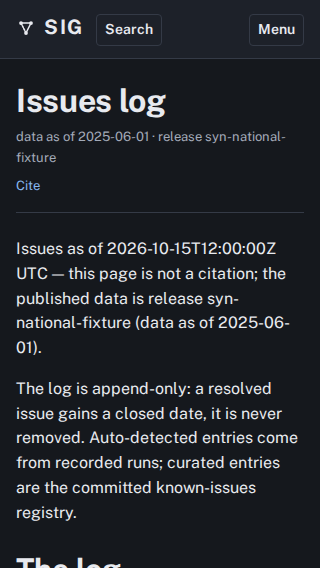 SIG
Search
Menu
Issues log
data as of 2025-06-01 · release syn-national-
fixture
Cite
Issues as of 2026-10-15T12:00:00Z
UTC — this page is not a citation; the
published data is release syn-
national-fixture (data as of 2025-06-
01).
The log is append-only: a resolved
issue gains a closed date, it is never
removed. Auto-detected entries come
from recorded runs; curated entries
are the committed known-issues
registry.
The log